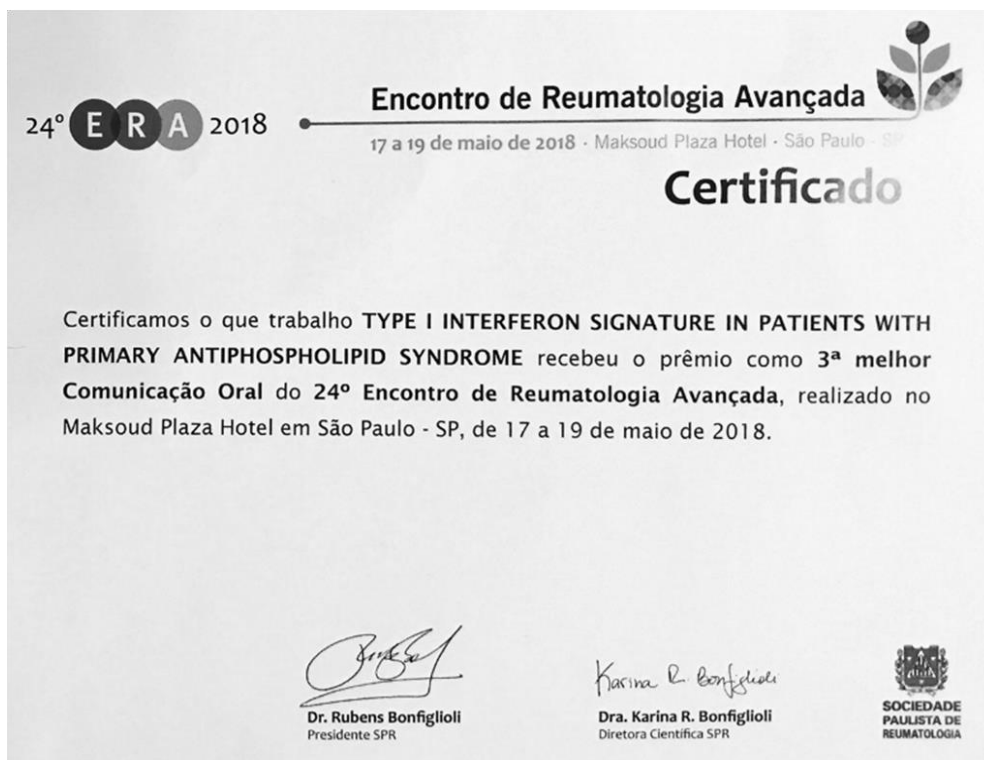 24º ERA 2018
Encontro de Reumatologia Avançada
17 a 19 de maio de 2018 · Maksoud Plaza Hotel · São Paulo - SP
Certificado
Certificamos o que trabalho TYPE I INTERFERON SIGNATURE IN PATIENTS WITH
PRIMARY ANTIPHOSPHOLIPID SYNDROME recebeu o prêmio como 3ª melhor
Comunicação Oral do 24º Encontro de Reumatologia Avançada, realizado no
Maksoud Plaza Hotel em São Paulo - SP, de 17 a 19 de maio de 2018.
Karina R. Bonfiglioli
Dr. Rubens Bonfiglioli
Presidente SPR
Dra. Karina R. Bonfiglioli
Diretora Científica SPR
SOCIEDADE
PAULISTA DE
REUMATOLOGIA